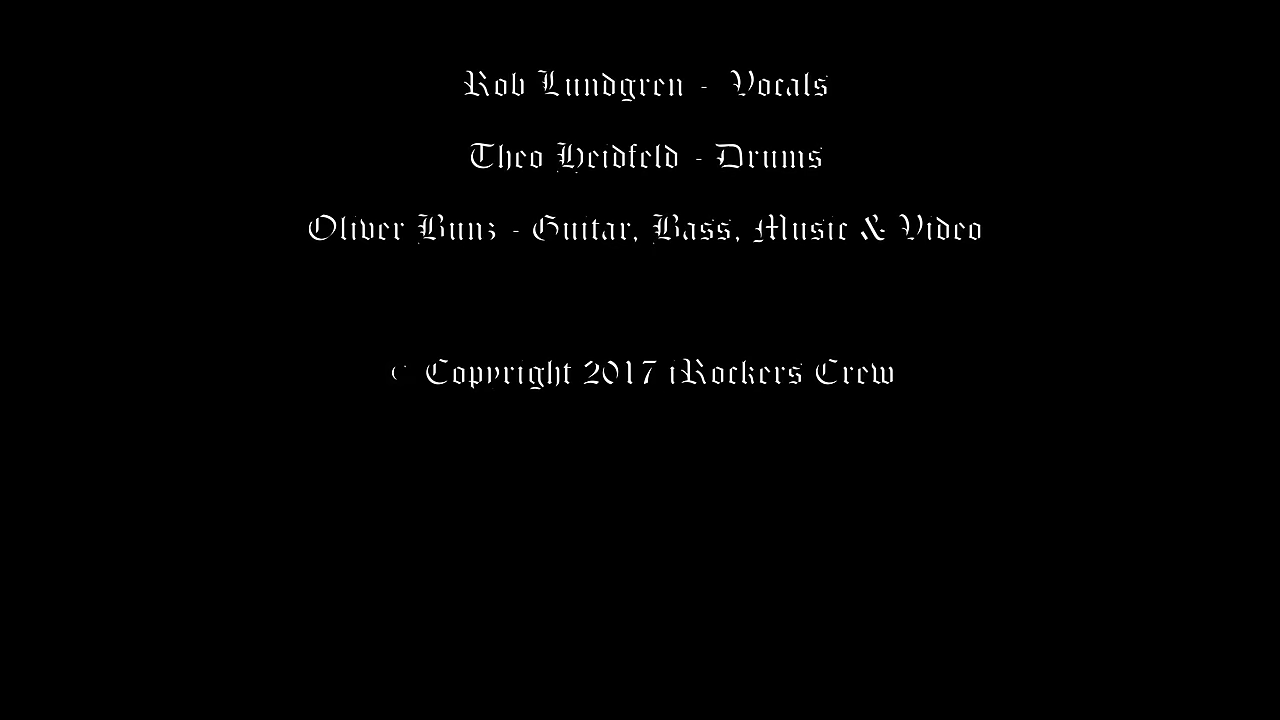 Rob Lundgren - Vocals
Theo Heidfeld - Drums
Oliver Bunz - Guitar, Bass, Music & Video
© Copyright 2017 iRockers Crew